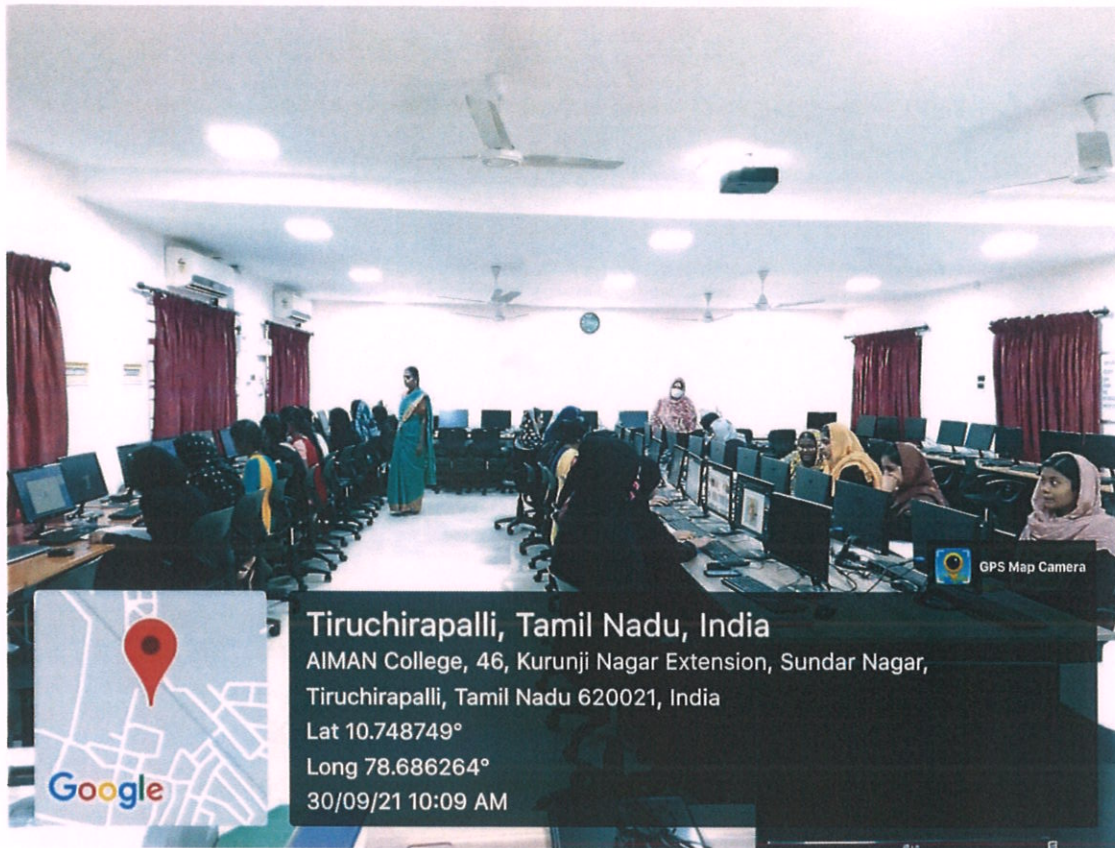 GPS Map Camera
Tiruchirapalli, Tamil Nadu, India
AIMAN College, 46, Kurunji Nagar Extension, Sundar Nagar,
Tiruchirapalli, Tamil Nadu 620021, India
Lat 10.748749°
Long 78.686264°
30/09/21 10:09 AM
Google